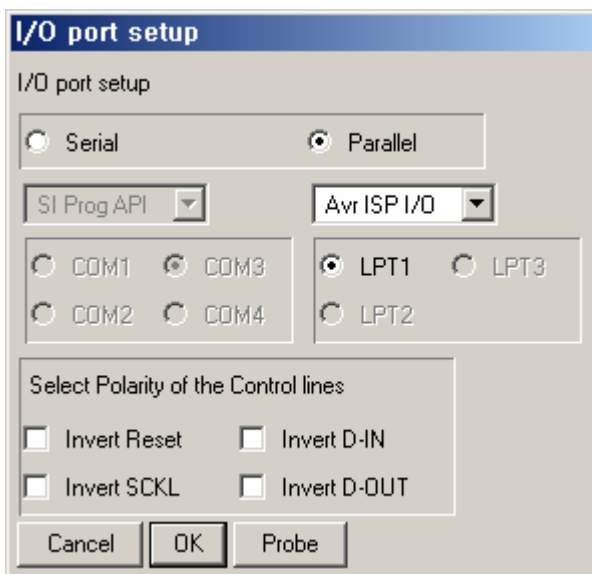 I/O port setup
I/O port setup
Serial Parallel
SI Prog API Avr ISP I/O
COM1 COM3 LPT1 LPT3
COM2 COM4 LPT2
Select Polarity of the Control lines
Invert Reset Invert D-IN
Invert SCKL Invert D-OUT
Cancel OK Probe